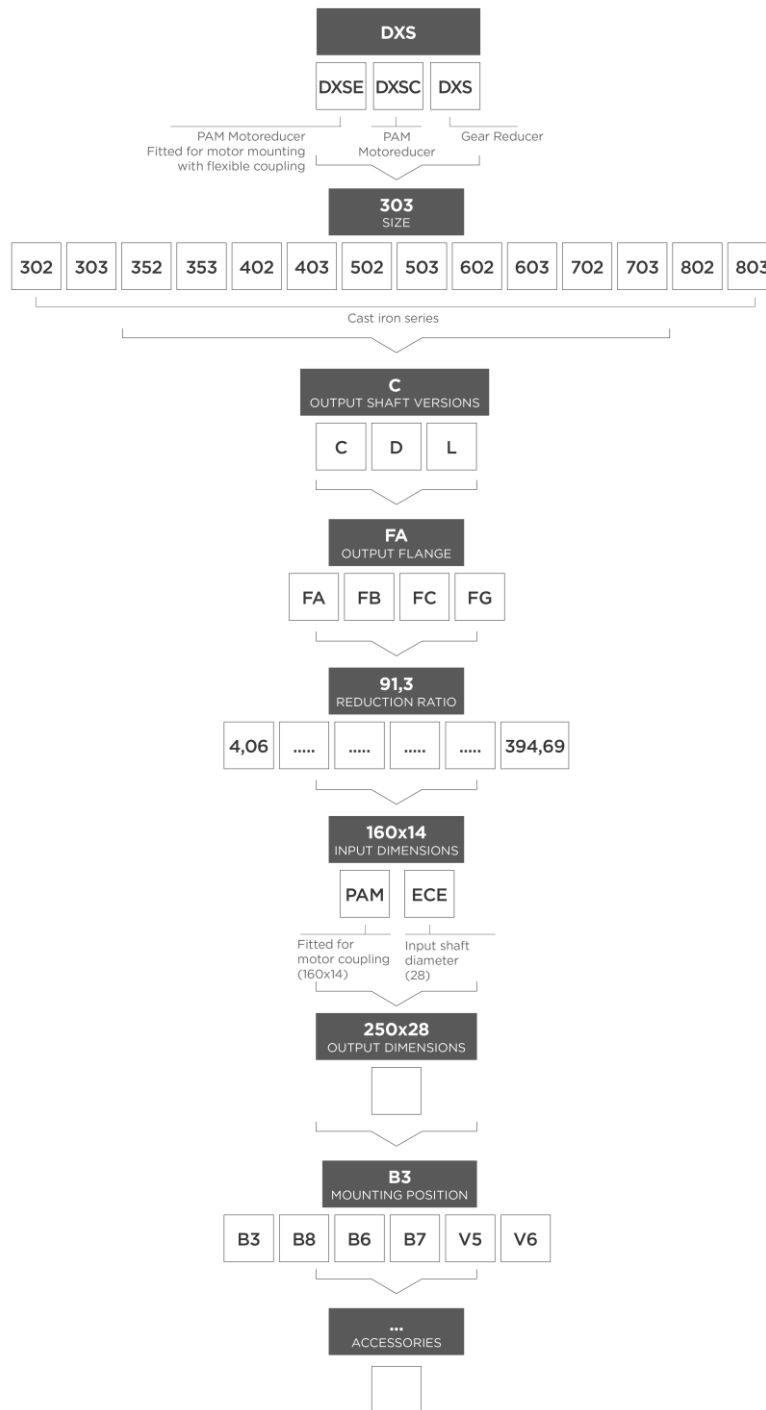 DXS
DXSE DXSC DXS
PAM Motoreducer
Fitted for motor mounting
with flexible coupling
PAM
Motoreducer
Gear Reducer
303
SIZE
302 303 352 353 402 403 502 503 602 603 702 703 802 803
Cast iron series
C
OUTPUT SHAFT VERSIONS
C D L
FA
OUTPUT FLANGE
FA FB FC FG
91,3
REDUCTION RATIO
4,06 ..... ..... ..... ..... 394,69
160x14
INPUT DIMENSIONS
PAM ECE
Fitted for
motor coupling
(160x14)
Input shaft
diameter
(28)
250x28
OUTPUT DIMENSIONS
B3
MOUNTING POSITION
B3 B8 B6 B7 V5 V6
...
ACCESSORIES